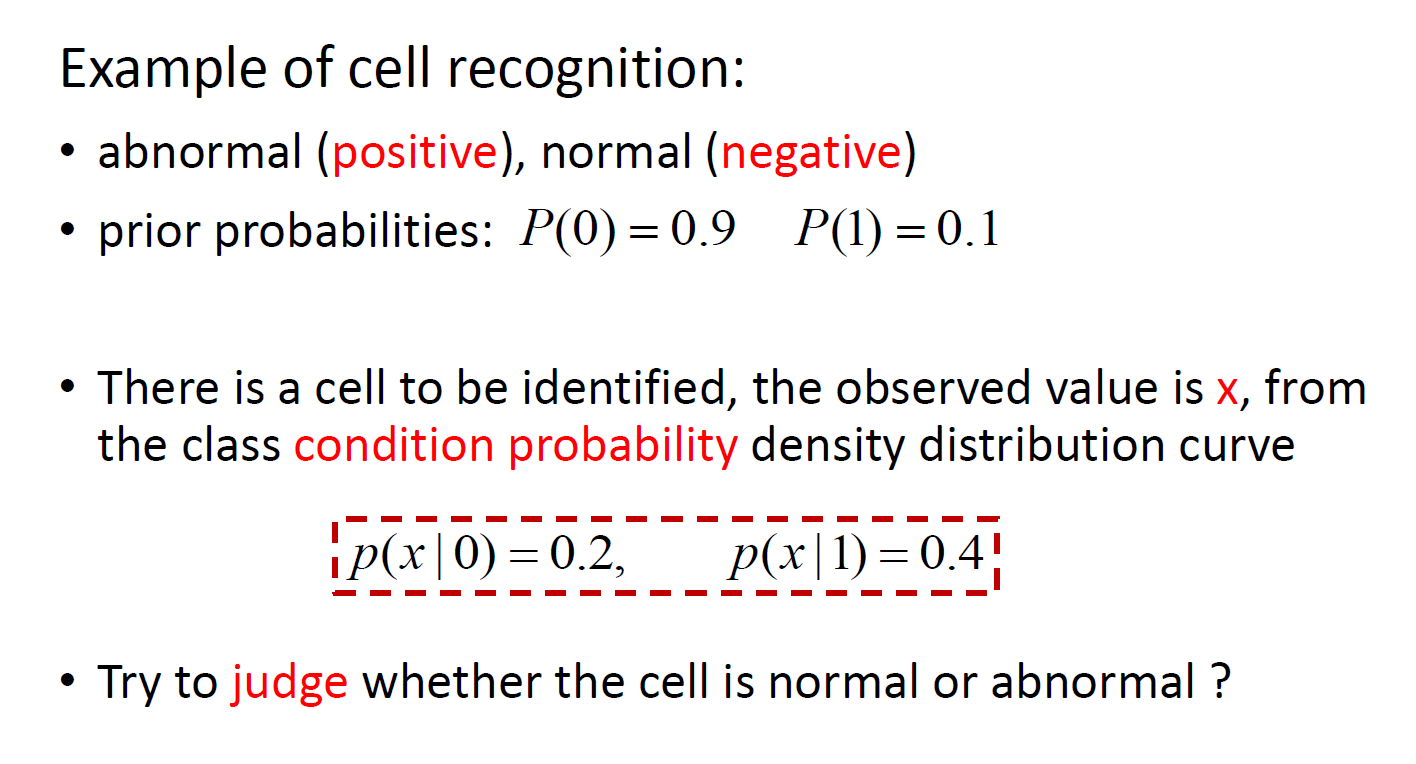 Example of cell recognition:
• abnormal (positive), normal (negative)
• prior probabilities: P(0) = 0.9 P(1) = 0.1
• There is a cell to be identified, the observed value is x, from
the class condition probability density distribution curve
p(x | 0) = 0.2, p(x | 1) = 0.4
• Try to judge whether the cell is normal or abnormal ?